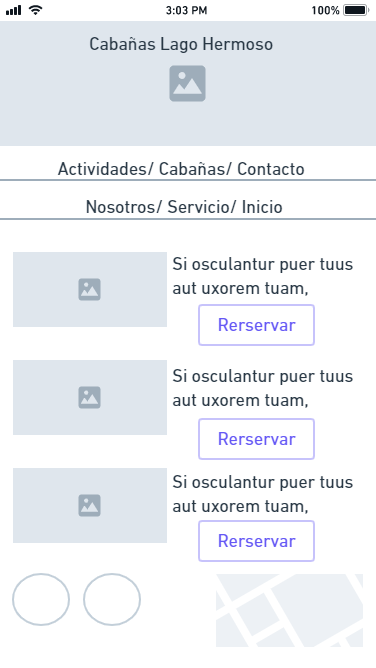 3:03 PM
100%
Cabañas Lago Hermoso
Actividades/ Cabañas/ Contacto
Nosotros/ Servicio/ Inicio
Si osculantur puer tuus
aut uxorem tuam,
Rerservar
Si osculantur puer tuus
aut uxorem tuam,
Rerservar
Si osculantur puer tuus
aut uxorem tuam,
Rerservar